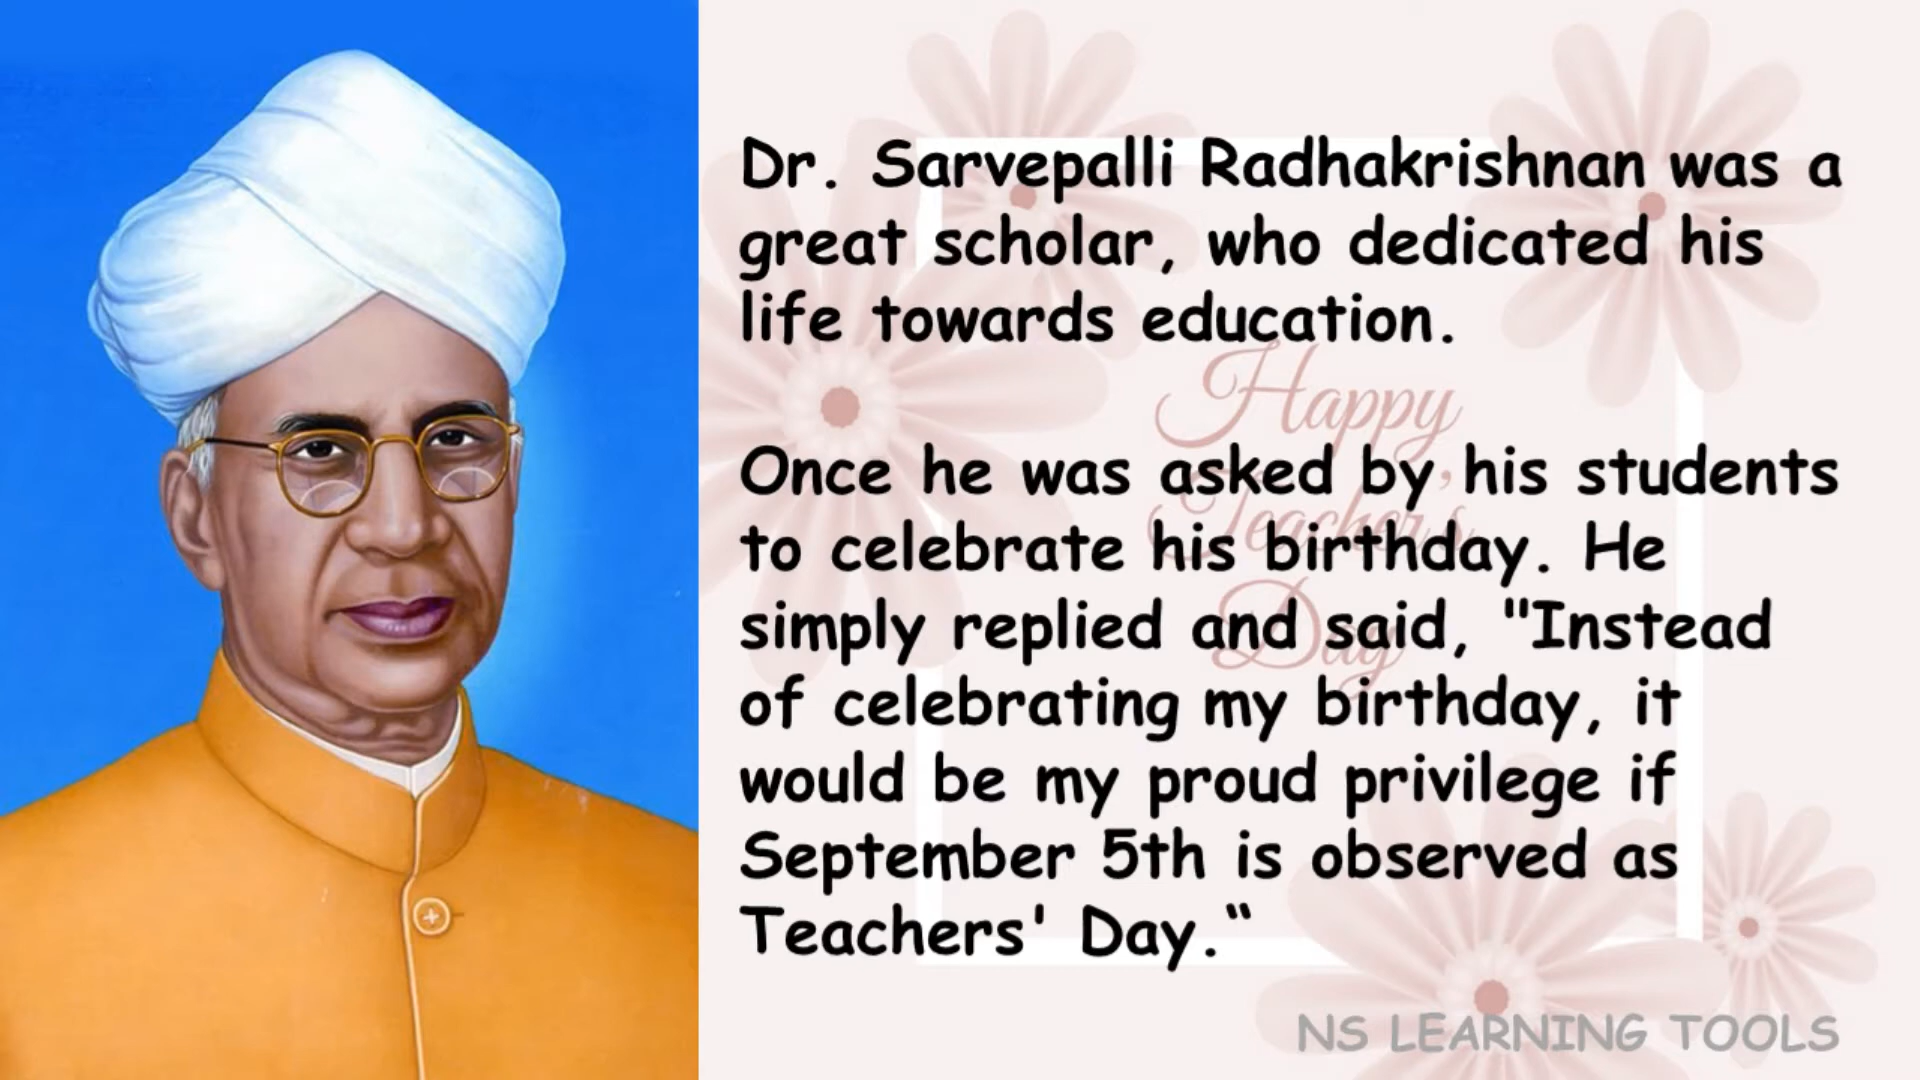 Dr. Sarvepalli Radhakrishnan was a
great scholar, who dedicated his
life towards education.
Once he was asked by his students
to celebrate his birthday. He
simply replied and said, "Instead
of celebrating my birthday, it
would be my proud privilege if
September 5th is observed as
Teachers' Day.“
Happy
Teacher's
Day
NS LEARNING TOOLS